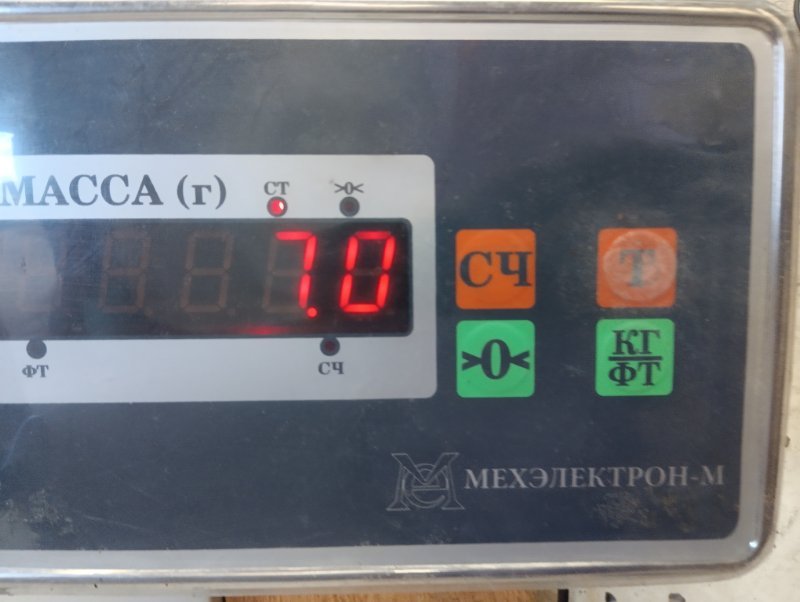 МАССА (г)
СТ
>0<
7.0
ФТ
СЧ
СЧ
Т
>0<
КГ
ФТ
МЕХЭЛЕКТРОН-М